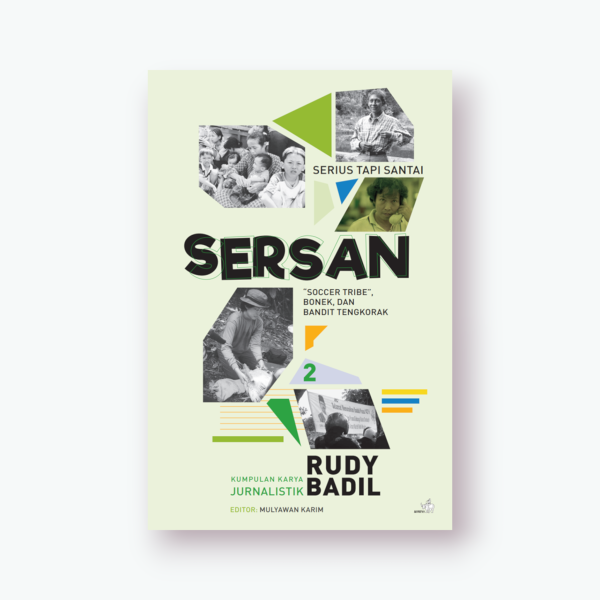 SERIUS TAPI SANTAI
SERSAN
"SOCCER TRIBE",
BONEK, DAN
BANDIT TENGKORAK
2
KUMPULAN KARYA
JURNALISTIK
RUDY
BADIL
EDITOR: MULYAWAN KARIM